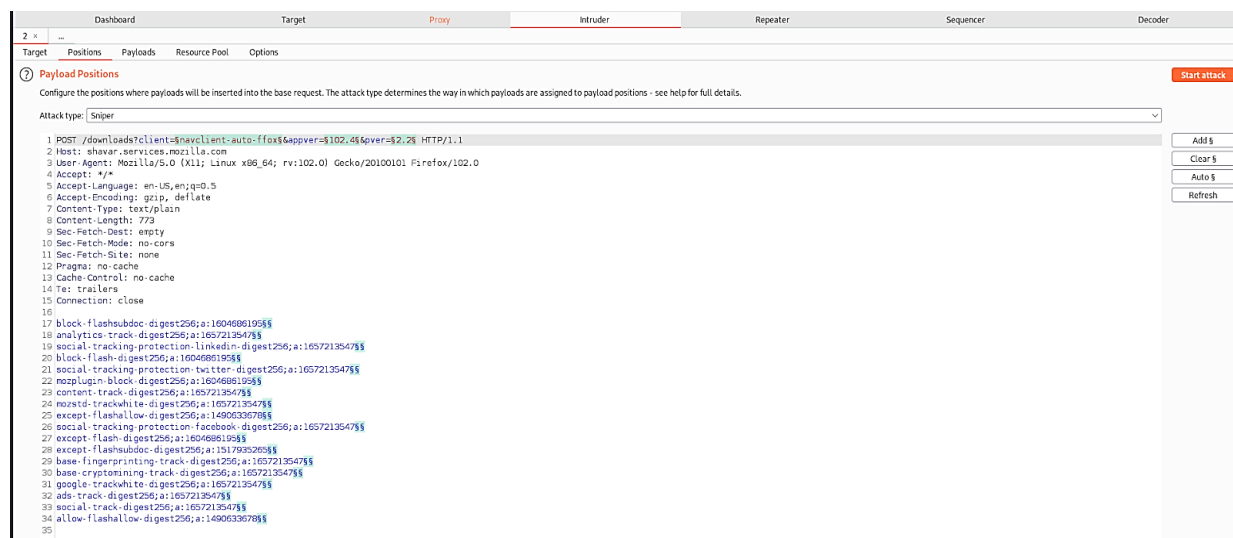 Dashboard Target Proxy Intruder Repeater Sequencer Decoder
2 × ...
Target Positions Payloads Resource Pool Options
? Payload Positions Start attack
Configure the positions where payloads will be inserted into the base request. The attack type determines the way in which payloads are assigned to payload positions - see help for full details.
Attack type: Sniper
1 POST /downloads?client=§navclient-auto-ffox§&appver=§102.4§&pver=§2.2§ HTTP/1.1 Add §
2 Host: shavar.services.mozilla.com
3 User-Agent: Mozilla/5.0 (X11; Linux x86_64; rv:102.0) Gecko/20100101 Firefox/102.0 Clear §
4 Accept: */*
5 Accept-Language: en-US,en;q=0.5 Auto §
6 Accept-Encoding: gzip, deflate Refresh
7 Content-Type: text/plain
8 Content-Length: 773
9 Sec-Fetch-Dest: empty
10 Sec-Fetch-Mode: no-cors
11 Sec-Fetch-Site: none
12 Pragma: no-cache
13 Cache-Control: no-cache
14 Te: trailers
15 Connection: close
16
17 block-flashsubdoc-digest256;a:1604686195§§
18 analytics-track-digest256;a:1657213547§§
19 social-tracking-protection-linkedin-digest256;a:1657213547§§
20 block-flash-digest256;a:1604686195§§
21 social-tracking-protection-twitter-digest256;a:1657213547§§
22 mozplugin-block-digest256;a:1604686195§§
23 content-track-digest256;a:1657213547§§
24 mozstd-trackwhite-digest256;a:1657213547§§
25 except-flashallow-digest256;a:1490633678§§
26 social-tracking-protection-facebook-digest256;a:1657213547§§
27 except-flash-digest256;a:1604686195§§
28 except-flashsubdoc-digest256;a:1517935265§§
29 base-fingerprinting-track-digest256;a:1657213547§§
30 base-cryptomining-track-digest256;a:1657213547§§
31 google-trackwhite-digest256;a:1657213547§§
32 ads-track-digest256;a:1657213547§§
33 social-track-digest256;a:1657213547§§
34 allow-flashallow-digest256;a:1490633678§§
35